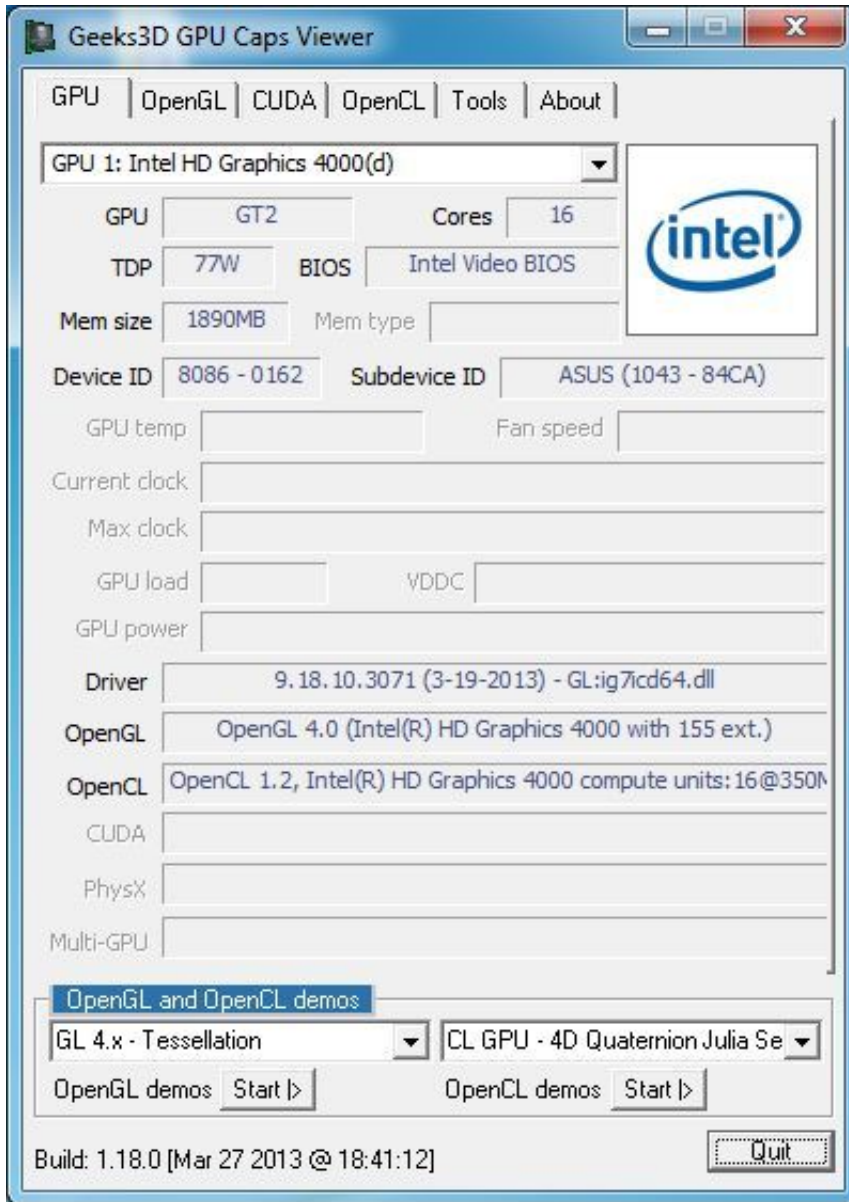 Geeks3D GPU Caps Viewer
GPU OpenGL CUDA OpenCL Tools About
GPU 1: Intel HD Graphics 4000(d)
intel
GPU GT2 Cores 16
TDP 77W BIOS Intel Video BIOS
Mem size 1890MB Mem type
Device ID 8086 - 0162 Subdevice ID ASUS (1043 - 84CA)
GPU temp Fan speed
Current clock
Max clock
GPU load VDDC
GPU power
Driver 9.18.10.3071 (3-19-2013) - GL:ig7icd64.dll
OpenGL OpenGL 4.0 (Intel(R) HD Graphics 4000 with 155 ext.)
OpenCL OpenCL 1.2, Intel(R) HD Graphics 4000 compute units:16@350M
CUDA
PhysX
Multi-GPU
OpenGL and OpenCL demos
GL 4.x - Tessellation CL GPU - 4D Quaternion Julia Se
OpenGL demos Start |> OpenCL demos Start |>
Build: 1.18.0 [Mar 27 2013 @ 18:41:12] Quit